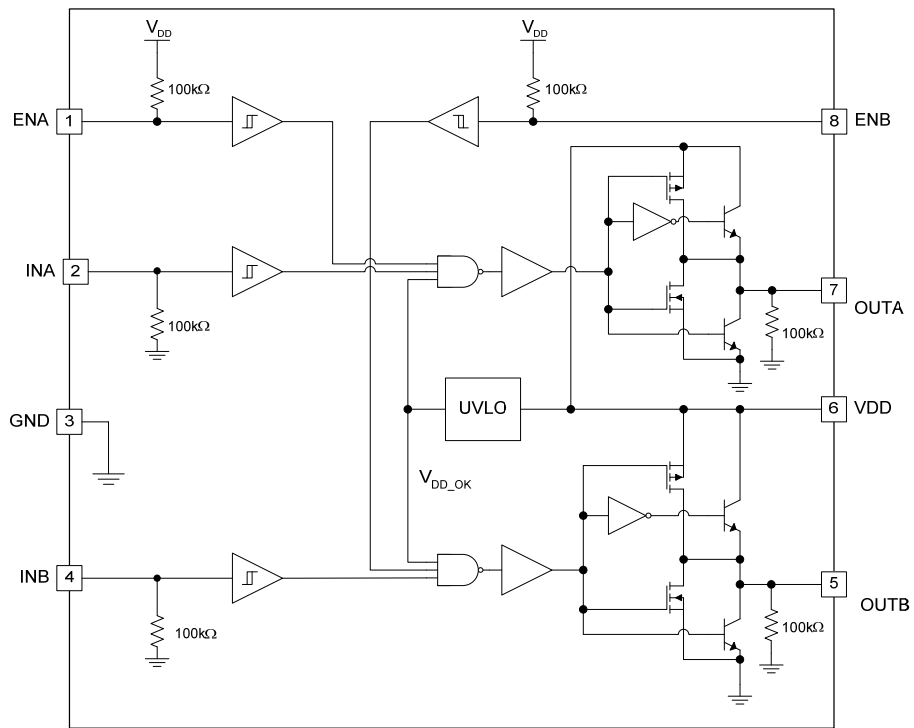 V_DD
V_DD
100kΩ
100kΩ
ENA
1
8
ENB
INA
2
7
OUTA
100kΩ
100kΩ
GND
3
UVLO
6
VDD
V_DD_OK
INB
4
5
OUTB
100kΩ
100kΩ